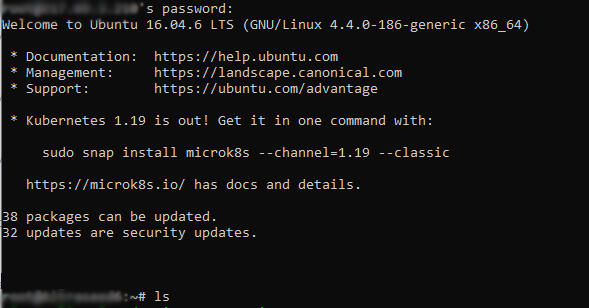 's password:
Welcome to Ubuntu 16.04.6 LTS (GNU/Linux 4.4.0-186-generic x86_64)
* Documentation: https://help.ubuntu.com
* Management: https://landscape.canonical.com
* Support: https://ubuntu.com/advantage
* Kubernetes 1.19 is out! Get it in one command with:
sudo snap install microk8s --channel=1.19 --classic
https://microk8s.io/ has docs and details.
38 packages can be updated.
32 updates are security updates.
:~# ls